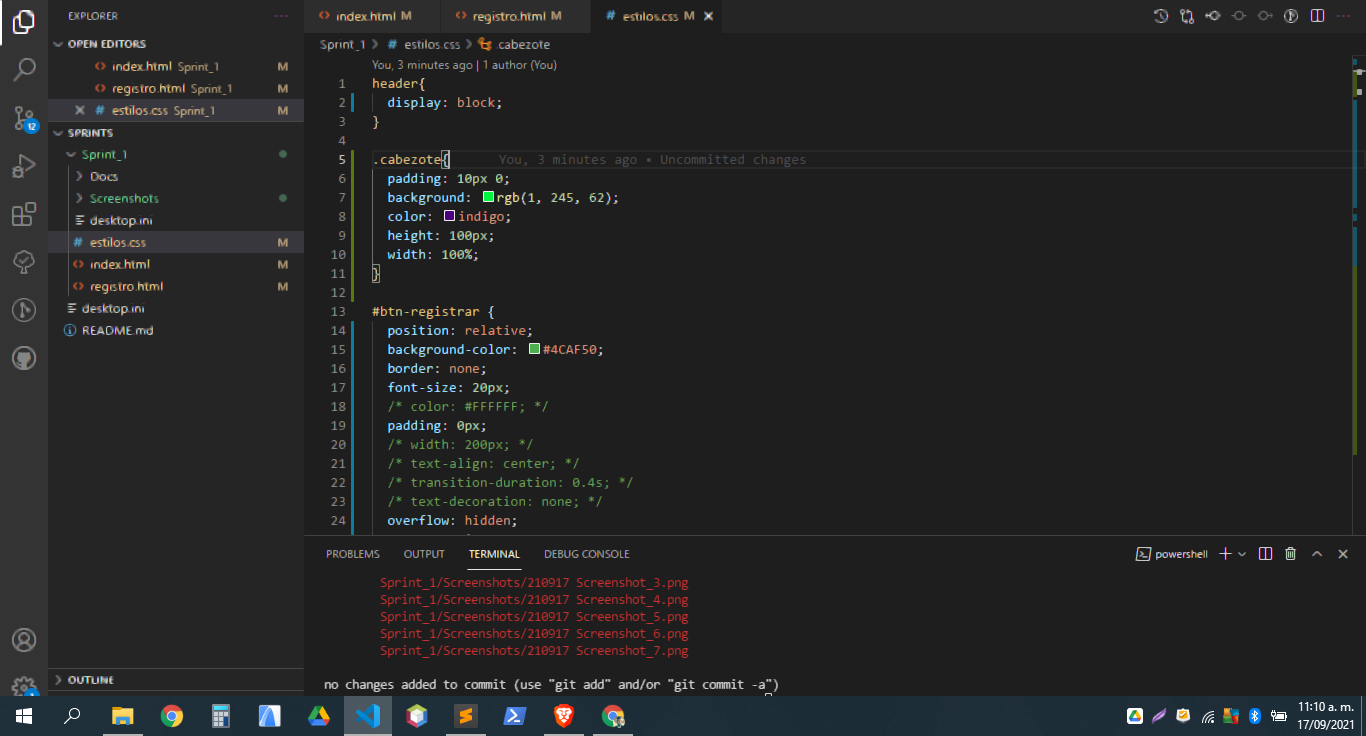 EXPLORER
OPEN EDITORS
index.html Sprint_1 M
registro.html Sprint_1 M
estilos.css Sprint_1 M
SPRINTS
Sprint_1
Docs
Screenshots
desktop.ini
estilos.css M
index.html M
registro.html M
desktop.ini
README.md
OUTLINE
12
index.html M
registro.html M
estilos.css M
Sprint_1 > estilos.css > .cabezote
You, 3 minutes ago | 1 author (You)
1 header{
2 display: block;
3 }
4
5 .cabezote{ You, 3 minutes ago • Uncommitted changes
6 padding: 10px 0;
7 background: rgb(1, 245, 62);
8 color: indigo;
9 height: 100px;
10 width: 100%;
11 }
12
13 #btn-registrar {
14 position: relative;
15 background-color: #4CAF50;
16 border: none;
17 font-size: 20px;
18 /* color: #FFFFFF; */
19 padding: 0px;
20 /* width: 200px; */
21 /* text-align: center; */
22 /* transition-duration: 0.4s; */
23 /* text-decoration: none; */
24 overflow: hidden;
PROBLEMS OUTPUT TERMINAL DEBUG CONSOLE
powershell
Sprint_1/Screenshots/210917 Screenshot_3.png
Sprint_1/Screenshots/210917 Screenshot_4.png
Sprint_1/Screenshots/210917 Screenshot_5.png
Sprint_1/Screenshots/210917 Screenshot_6.png
Sprint_1/Screenshots/210917 Screenshot_7.png
no changes added to commit (use "git add" and/or "git commit -a")
11:10 a. m.
17/09/2021